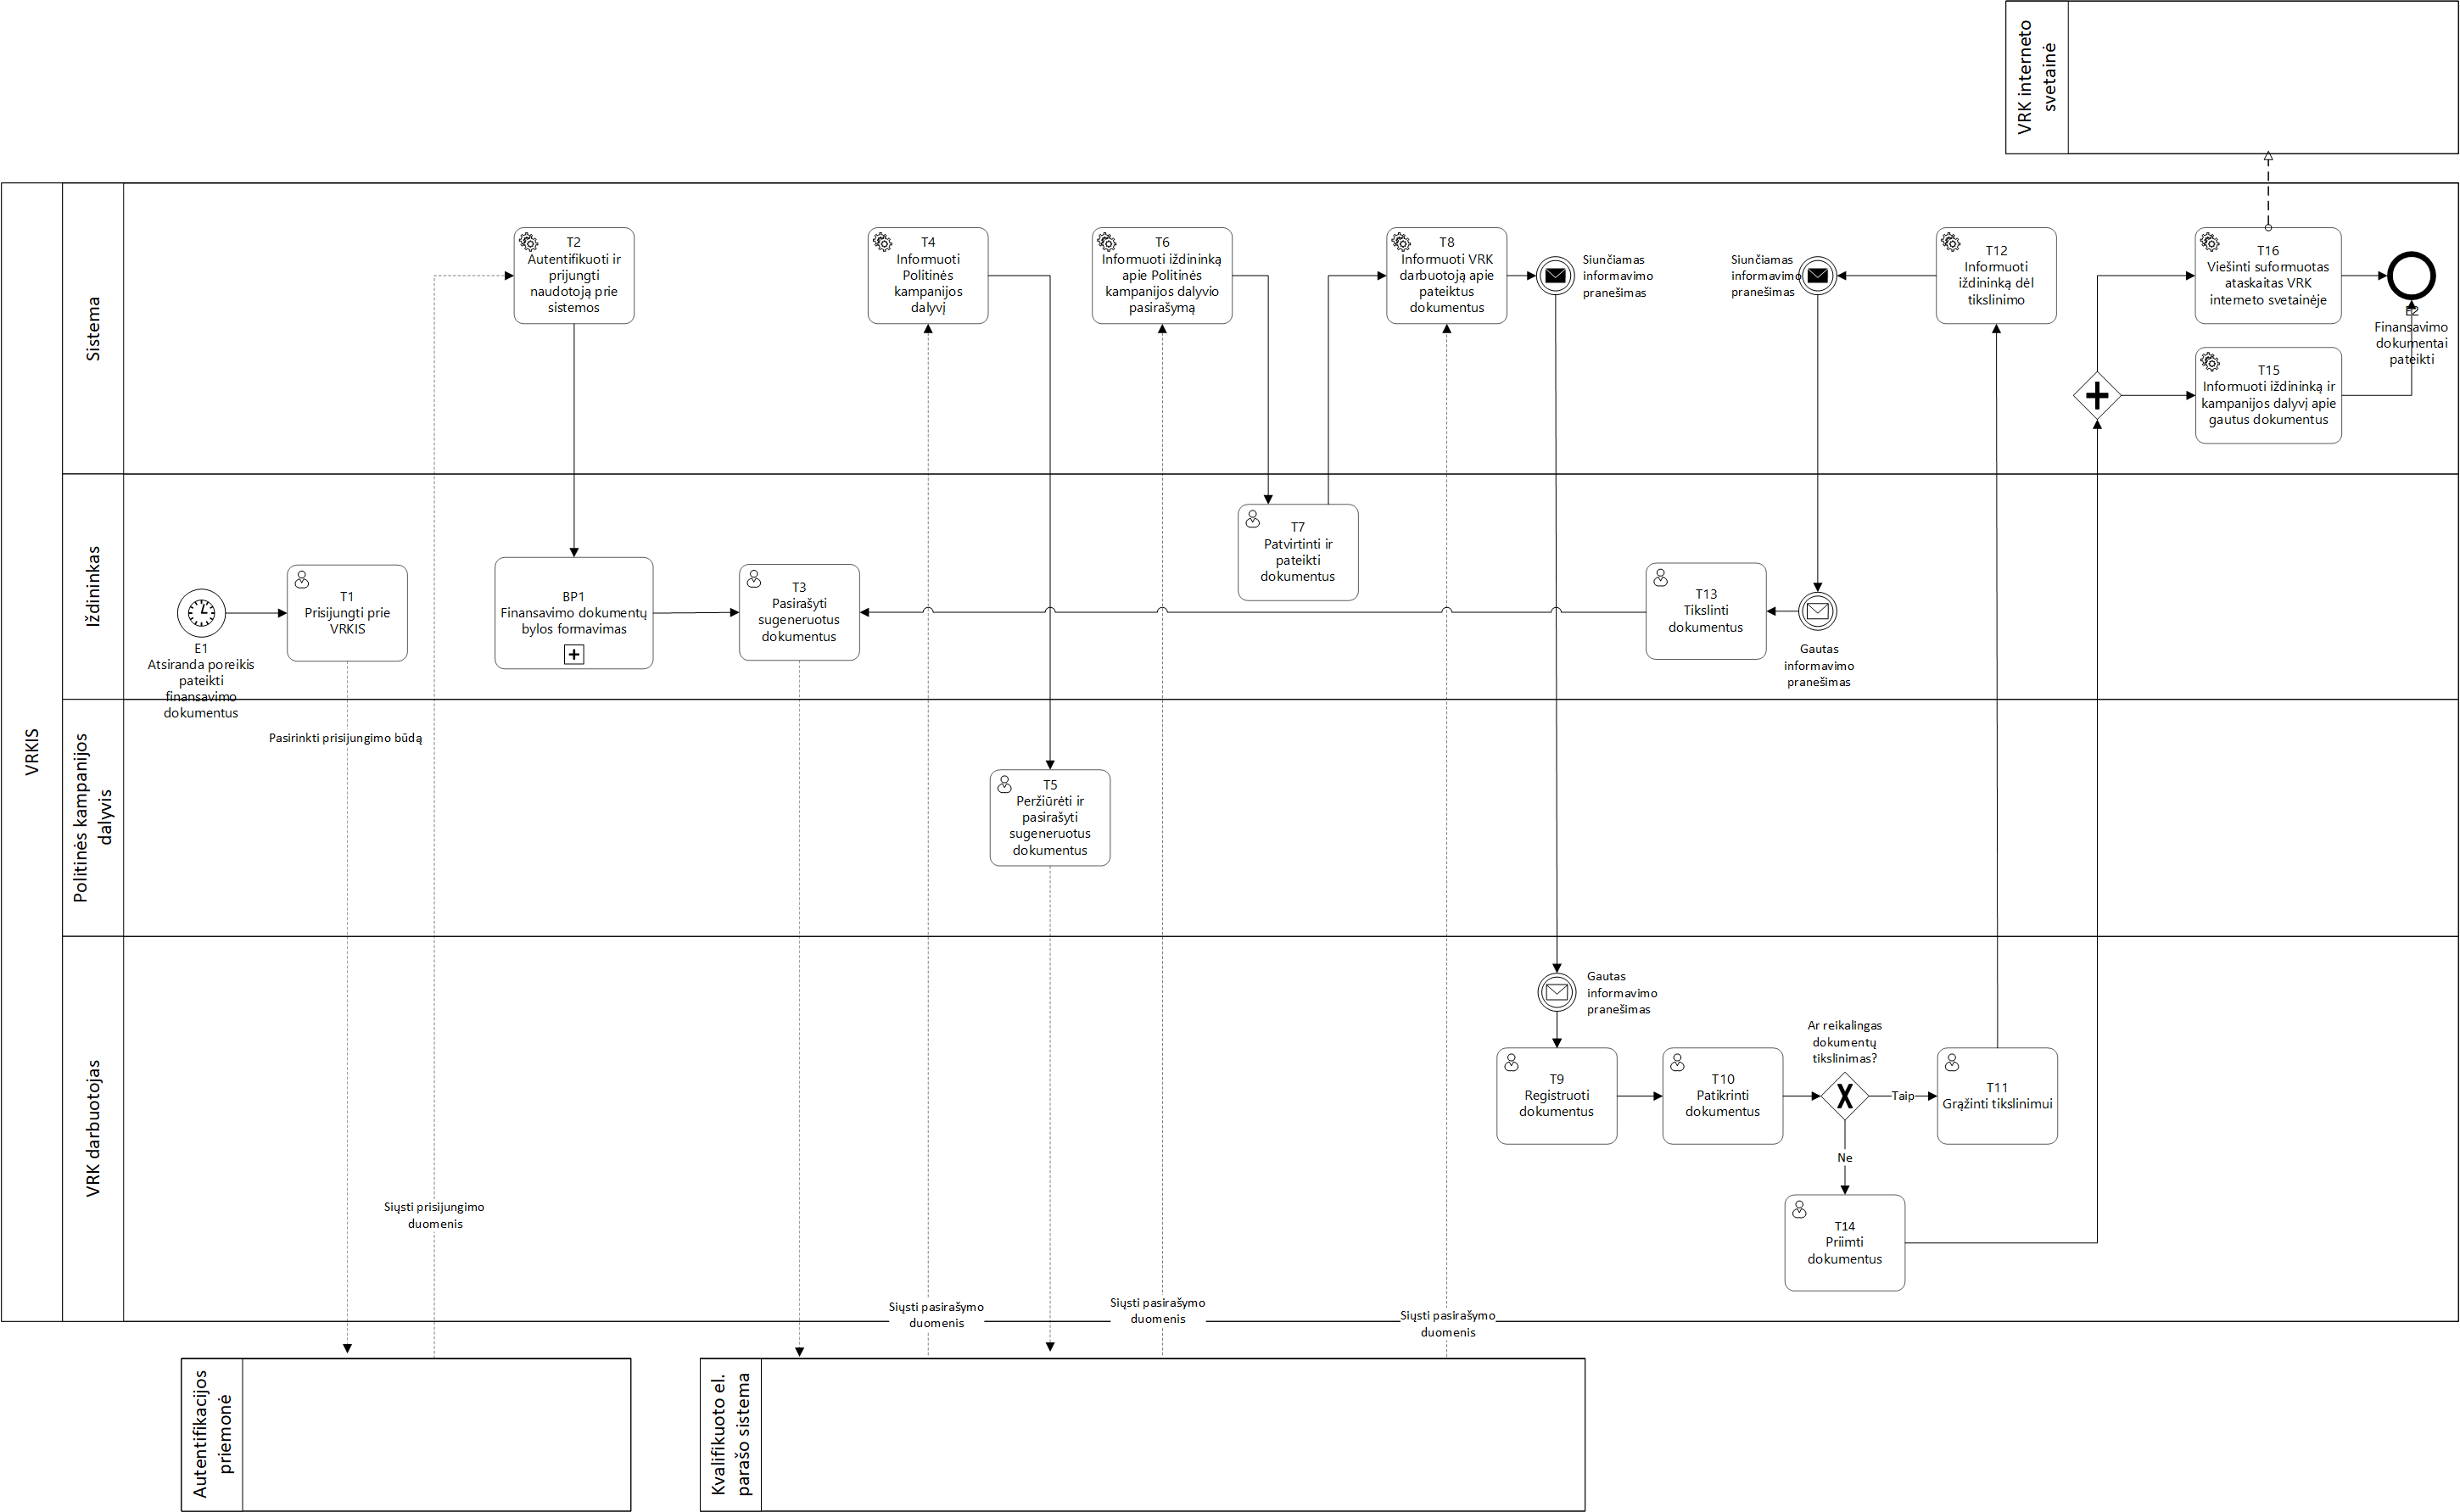 VRK interneto
svetainė
VRKIS
Sistema
T2
Autentifikuoti ir
prijungti
naudotoją prie
sistemos
T4
Informuoti
Politinės
kampanijos
dalyvį
T6
Informuoti iždininką
apie Politinės
kampanijos dalyvio
pasirašymą
T8
Informuoti VRK
darbuotoją apie
pateiktus
dokumentus
Siunčiamas
informavimo
pranešimas
Siunčiamas
informavimo
pranešimas
T12
Informuoti
iždininką dėl
tikslinimo
T16
Viešinti suformuotas
ataskaitas VRK
interneto svetainėje
E2
Finansavimo
dokumentai
pateikti
T15
Informuoti iždininką ir
kampanijos dalyvį apie
gautus dokumentus
Iždininkas
E1
Atsiranda poreikis
pateikti
finansavimo
dokumentus
T1
Prisijungti prie
VRKIS
BP1
Finansavimo dokumentų
bylos formavimas
T3
Pasirašyti
sugeneruotus
dokumentus
T7
Patvirtinti ir
pateikti
dokumentus
T13
Tikslinti
dokumentus
Gautas
informavimo
pranešimas
Politinės kampanijos
dalyvis
Pasirinkti prisijungimo būdą
T5
Peržiūrėti ir
pasirašyti
sugeneruotus
dokumentus
VRK darbuotojas
Gautas
informavimo
pranešimas
T9
Registruoti
dokumentus
T10
Patikrinti
dokumentus
Ar reikalingas
dokumentų
tikslinimas?
Taip
T11
Grąžinti tikslinimui
Ne
T14
Priimti
dokumentus
Siųsti prisijungimo
duomenis
Siųsti pasirašymo
duomenis
Siųsti pasirašymo
duomenis
Siųsti pasirašymo
duomenis
Autentifikacijos
priemonė
Kvalifikuoto el.
parašo sistema